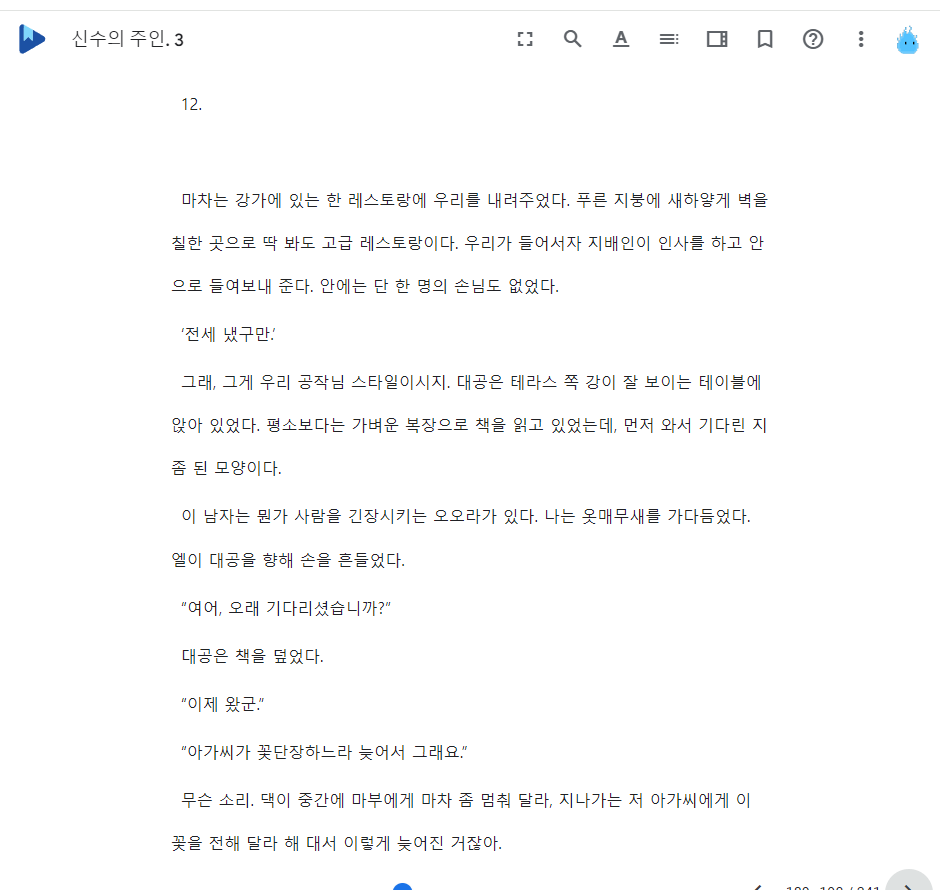 신수의 주인. 3
12.
마차는 강가에 있는 한 레스토랑에 우리를 내려주었다. 푸른 지붕에 새하얗게 벽을
칠한 곳으로 딱 봐도 고급 레스토랑이다. 우리가 들어서자 지배인이 인사를 하고 안
으로 들여보내 준다. 안에는 단 한 명의 손님도 없었다.
‘전세 냈구만.’
그래, 그게 우리 공작님 스타일이시지. 대공은 테라스 쪽 강이 잘 보이는 테이블에
앉아 있었다. 평소보다는 가벼운 복장으로 책을 읽고 있었는데, 먼저 와서 기다린 지
좀 된 모양이다.
이 남자는 뭔가 사람을 긴장시키는 오오라가 있다. 나는 옷매무새를 가다듬었다.
엘이 대공을 향해 손을 흔들었다.
“여어, 오래 기다리셨습니까?”
대공은 책을 덮었다.
“이제 왔군.”
“아가씨가 꽃단장하느라 늦어서 그래요.”
무슨 소리. 댁이 중간에 마부에게 마차 좀 멈춰 달라, 지나가는 저 아가씨에게 이
꽃을 전해 달라 해 대서 이렇게 늦어진 거잖아.